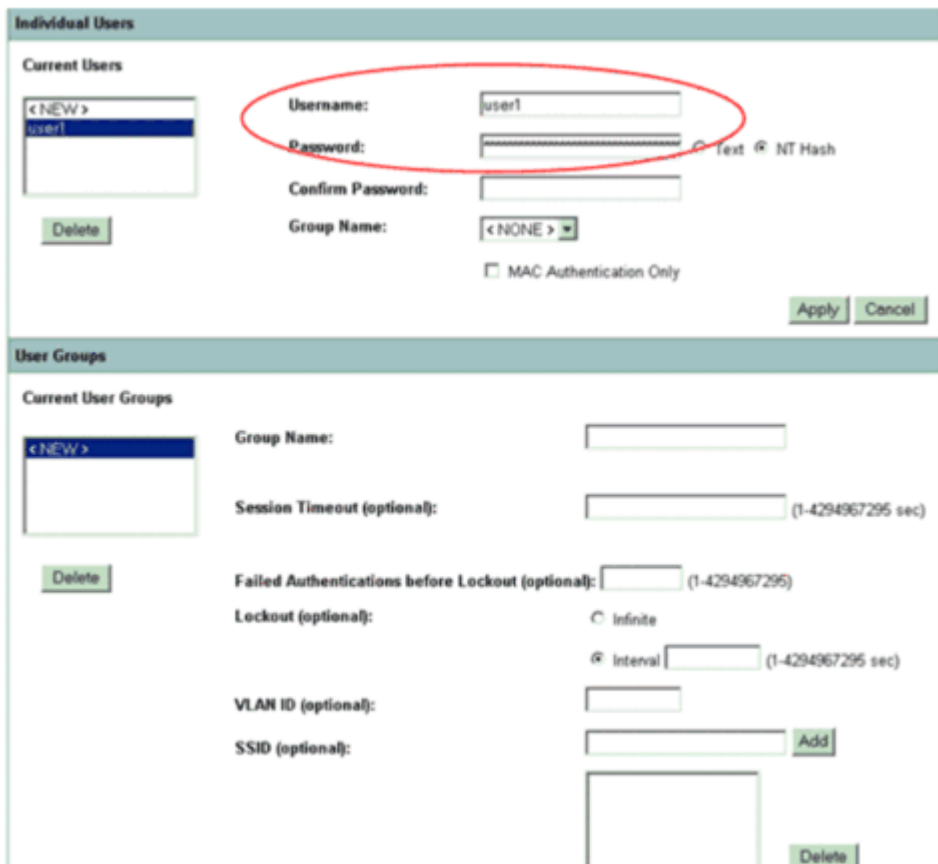 Individual Users
Current Users
< NEW >
user1
Delete
Username:
user1
Password:
Text
NT Hash
Confirm Password:
Group Name:
< NONE >
MAC Authentication Only
Apply
Cancel
User Groups
Current User Groups
< NEW >
Delete
Group Name:
Session Timeout (optional):
(1-4294967295 sec)
Failed Authentications before Lockout (optional):
(1-4294967295)
Lockout (optional):
Infinite
Interval
(1-4294967295 sec)
VLAN ID (optional):
SSID (optional):
Add
Delete